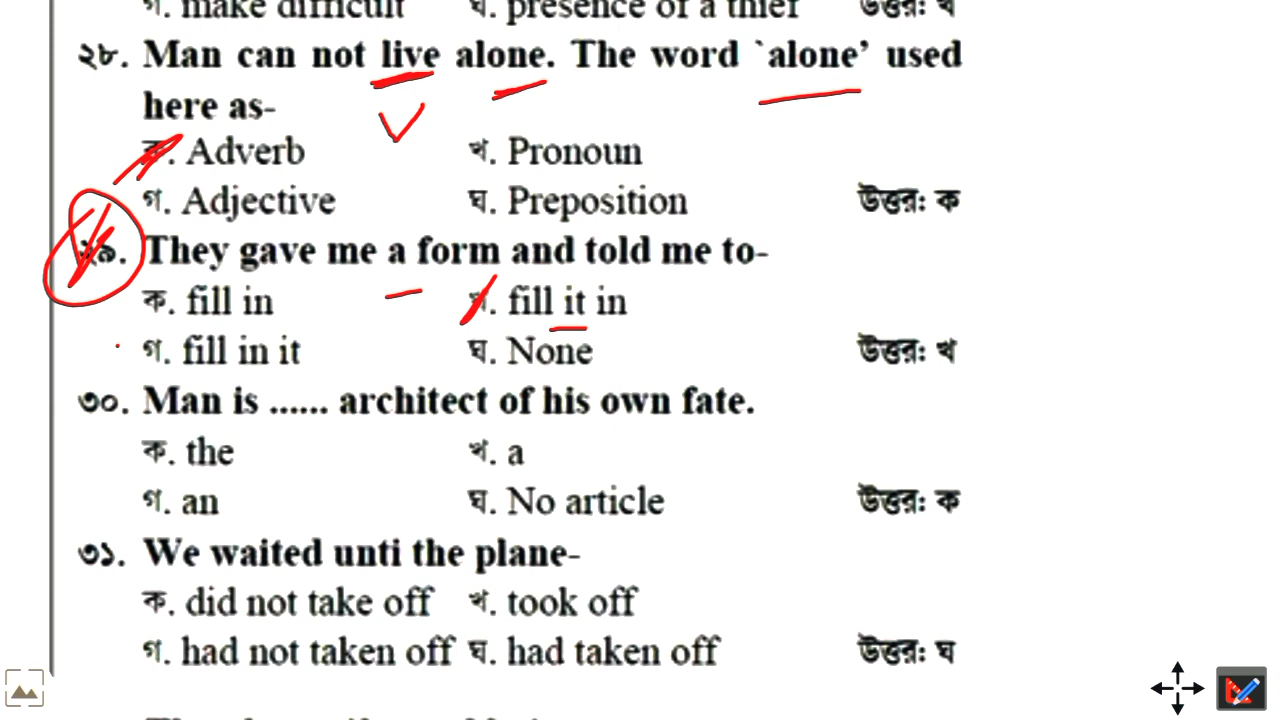 গ. make difficult ঘ. presence of a thief উত্তরঃ খ
২৮. Man can not live alone. The word `alone’ used
here as-
ক. Adverb খ. Pronoun
গ. Adjective ঘ. Preposition উত্তরঃ ক
২৯. They gave me a form and told me to-
ক. fill in খ. fill it in
গ. fill in it ঘ. None উত্তরঃ খ
৩০. Man is ...... architect of his own fate.
ক. the খ. a
গ. an ঘ. No article উত্তরঃ ক
৩১. We waited unti the plane-
ক. did not take off খ. took off
গ. had not taken off ঘ. had taken off উত্তরঃ ঘ